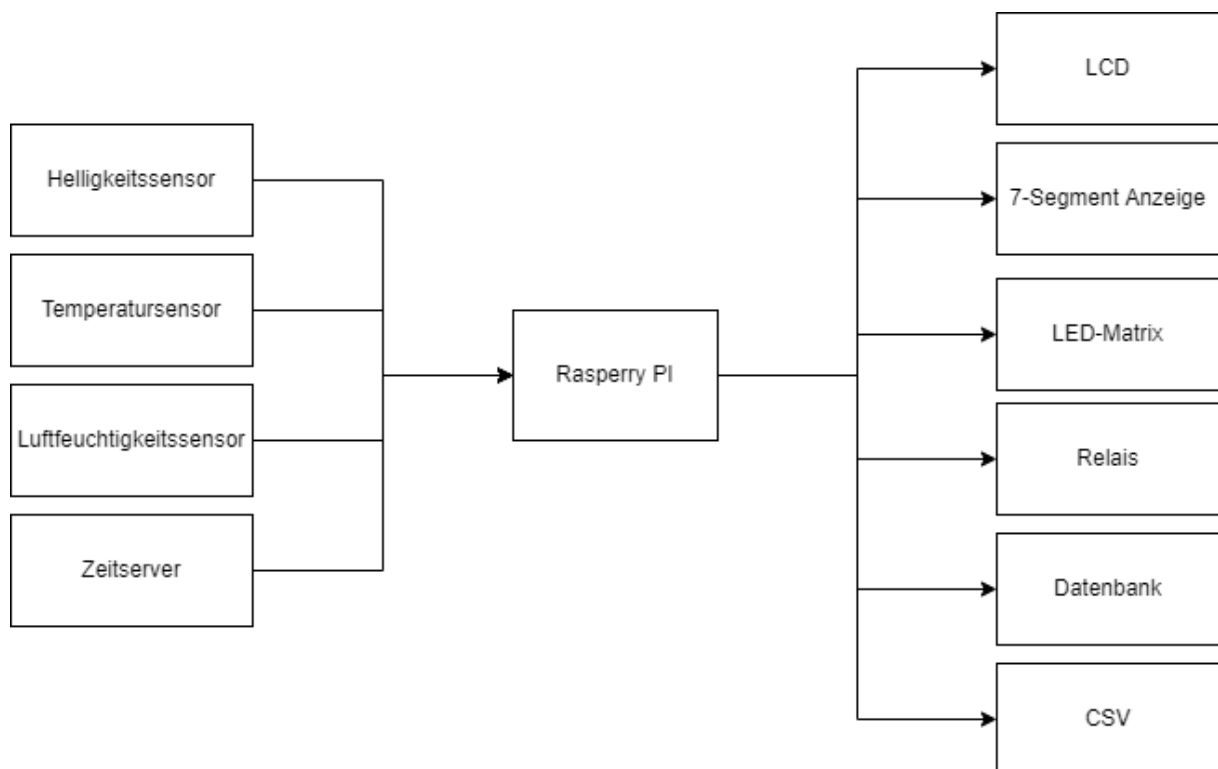 Helligkeitssensor
Temperatursensor
Luftfeuchtigkeitssensor
Zeitserver
Rasperry PI
LCD
7-Segment Anzeige
LED-Matrix
Relais
Datenbank
CSV